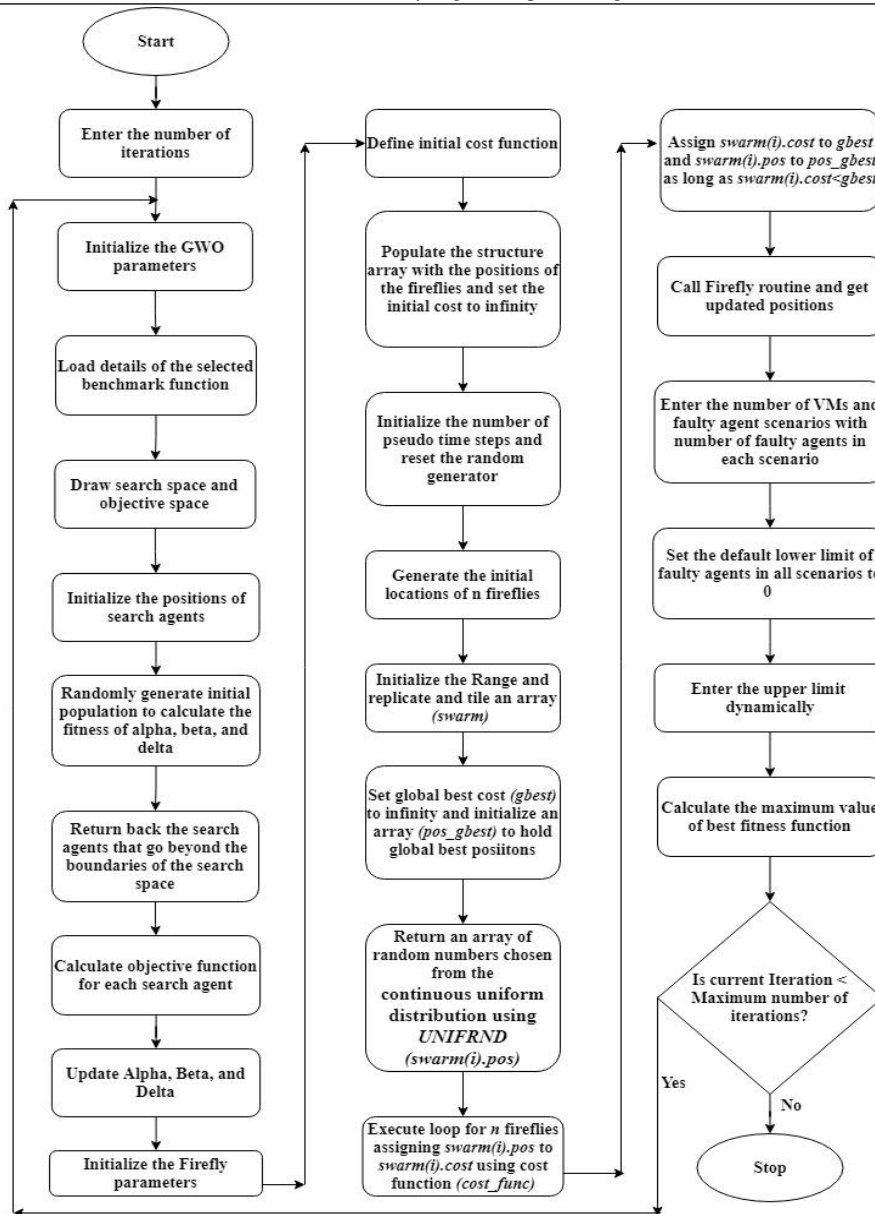 Start
Enter the number of
iterations
Initialize the GWO
parameters
Load details of the selected
benchmark function
Draw search space and
objective space
Initialize the positions of
search agents
Randomly generate initial
population to calculate the
fitness of alpha, beta, and
delta
Return back the search
agents that go beyond the
boundaries of the search
space
Calculate objective function
for each search agent
Update Alpha, Beta, and
Delta
Initialize the Firefly
parameters
Define initial cost function
Populate the structure
array with the positions of
the fireflies and set the
initial cost to infinity
Initialize the number of
pseudo time steps and
reset the random
generator
Generate the initial
locations of n fireflies
Initialize the Range and
replicate and tile an array
(swarm)
Set global best cost (gbest)
to infinity and initialize an
array (pos_gbest) to hold
global best posiitons
Return an array of
random numbers chosen
from the
continuous uniform
distribution using
UNIFRND
(swarm(i).pos)
Execute loop for n fireflies
assigning swarm(i).pos to
swarm(i).cost using cost
function (cost_func)
Assign swarm(i).cost to gbest
and swarm(i).pos to pos_gbest
as long as swarm(i).cost<gbest
Call Firefly routine and get
updated positions
Enter the number of VMs and
faulty agent scenarios with
number of faulty agents in
each scenario
Set the default lower limit of
faulty agents in all scenarios to
0
Enter the upper limit
dynamically
Calculate the maximum value
of best fitness function
Is current Iteration <
Maximum number of
iterations?
Yes
No
Stop